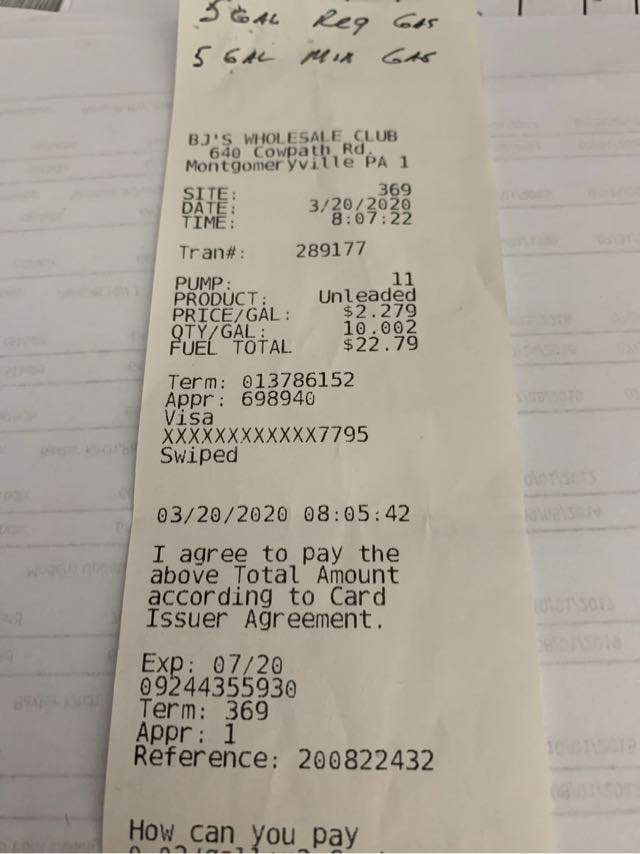 5 GAL Reg GAS
5 GAL MIX GAS
BJ'S WHOLESALE CLUB
640 Cowpath Rd.
Montgomeryville PA 1
SITE: 369
DATE: 3/20/2020
TIME: 8:07:22
Tran#: 289177
PUMP: 11
PRODUCT: Unleaded
PRICE/GAL: $2.279
QTY/GAL: 10.002
FUEL TOTAL $22.79
Term: 013786152
Appr: 698940
Visa
XXXXXXXXXXXX7795
Swiped
03/20/2020 08:05:42
I agree to pay the
above Total Amount
according to Card
Issuer Agreement.
Exp: 07/20
09244355930
Term: 369
Appr: 1
Reference: 200822432
How can you pay